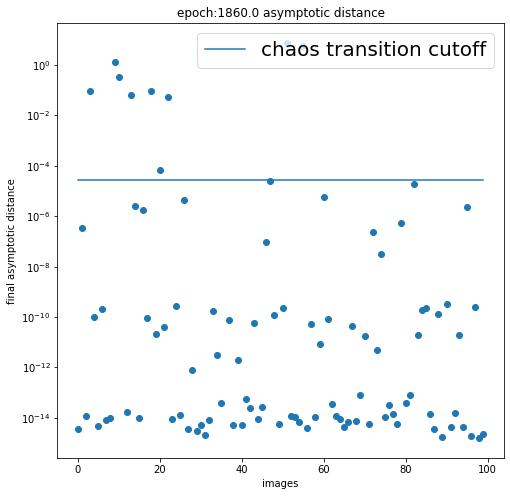 epoch:1860.0 asymptotic distance
chaos transition cutoff
10^0
10^-2
10^-4
10^-6
10^-8
10^-10
10^-12
10^-14
final asymptotic distance
0 20 40 60 80 100
images